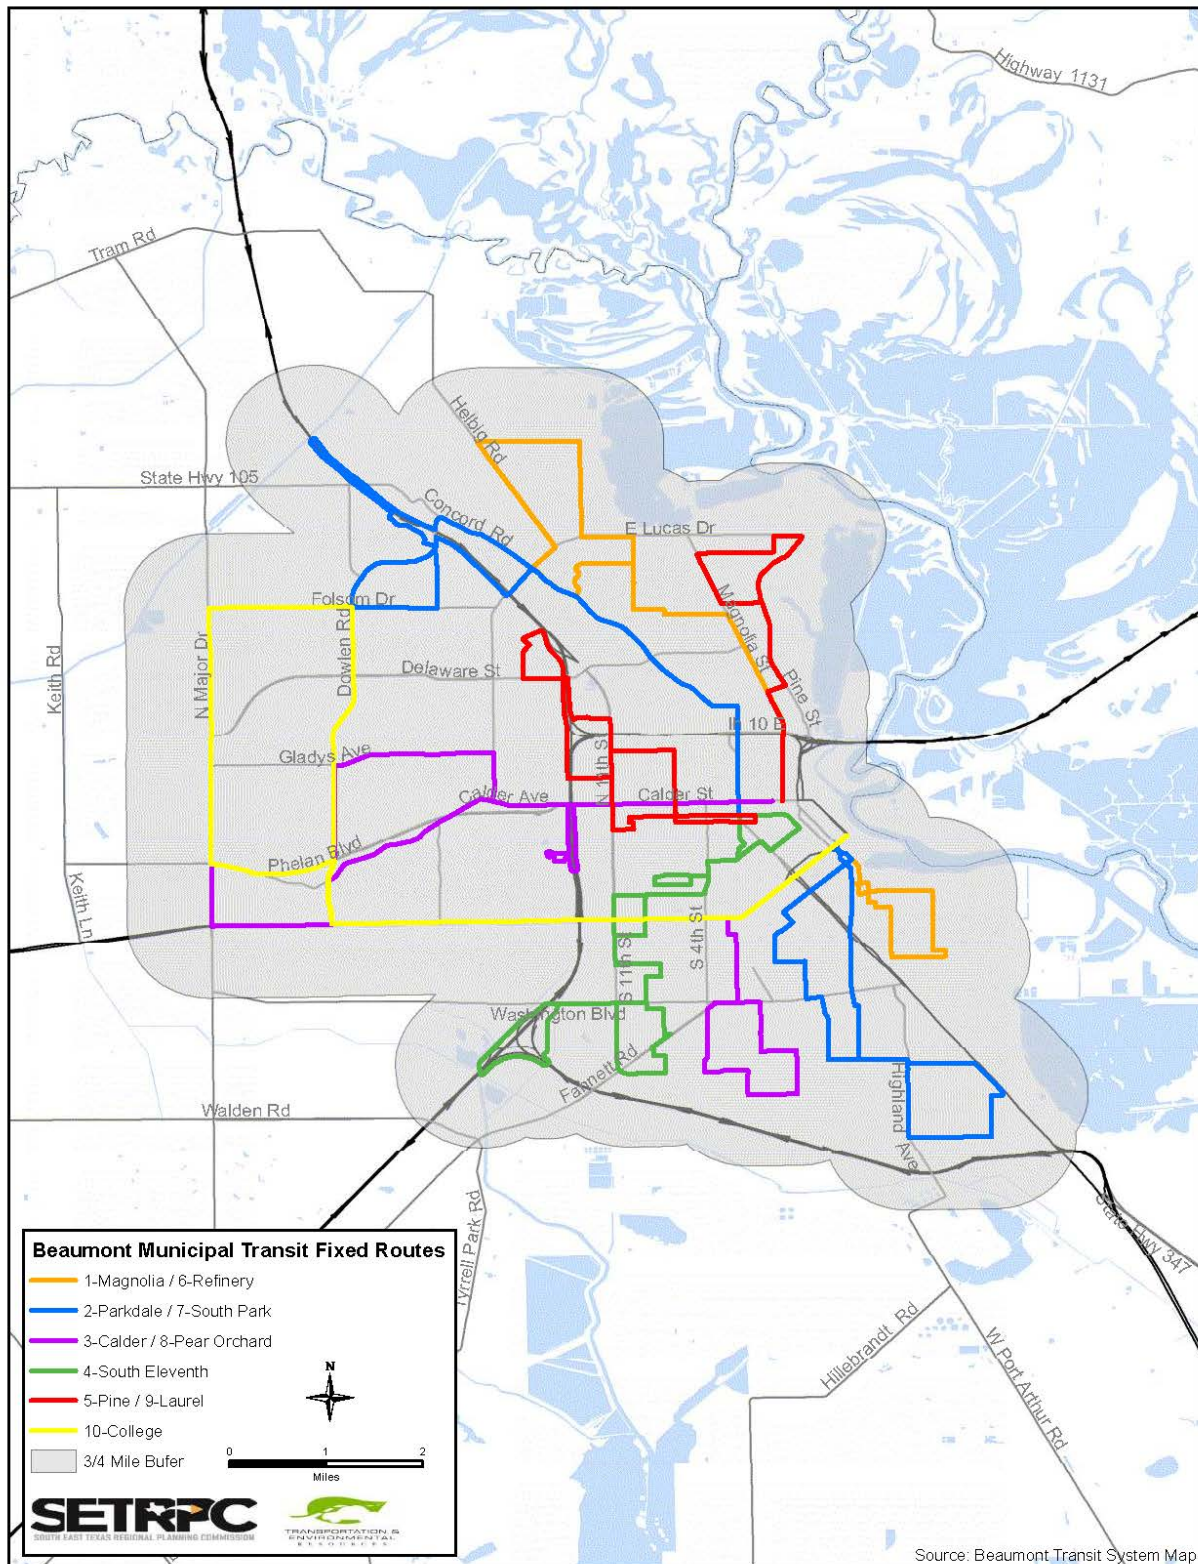 Highway 1131
Tram Rd
Helbig Rd
State Hwy 105
Concord Rd
E Lucas Dr
Folsom Dr
Magnolia St
N Major Dr
Dowlen Rd
Keith Rd
Delaware St
Pine St
IH 10 E
Gladys Ave
N 11th St
Calder Ave
Calder St
Phelan Blvd
Keith Ln
S 4th St
S 11th St
Washington Blvd
Fannett Rd
Highland Ave
Walden Rd
Tyrrell Park Rd
State Hwy 347
Hillebrandt Rd
W Port Arthur Rd
Beaumont Municipal Transit Fixed Routes
1-Magnolia / 6-Refinery
2-Parkdale / 7-South Park
3-Calder / 8-Pear Orchard
4-South Eleventh
N
5-Pine / 9-Laurel
10-College
3/4 Mile Bufer
0 1 2
Miles
SETRPC
SOUTH EAST TEXAS REGIONAL PLANNING COMMISSION
TRANSPORTATION &
ENVIRONMENTAL
RESOURCES
Source: Beaumont Transit System Map